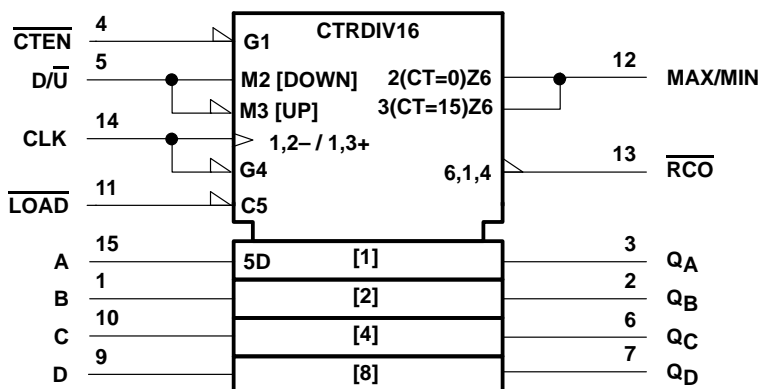 CTRDIV16
CTEN 4 G1
D/U 5 M2 [DOWN] 2(CT=0)Z6 12 MAX/MIN
M3 [UP] 3(CT=15)Z6
CLK 14 1,2– / 1,3+
G4 6,1,4 13 RCO
LOAD 11 C5
A 15 5D [1] 3 QA
B 1 [2] 2 QB
C 10 [4] 6 QC
D 9 [8] 7 QD